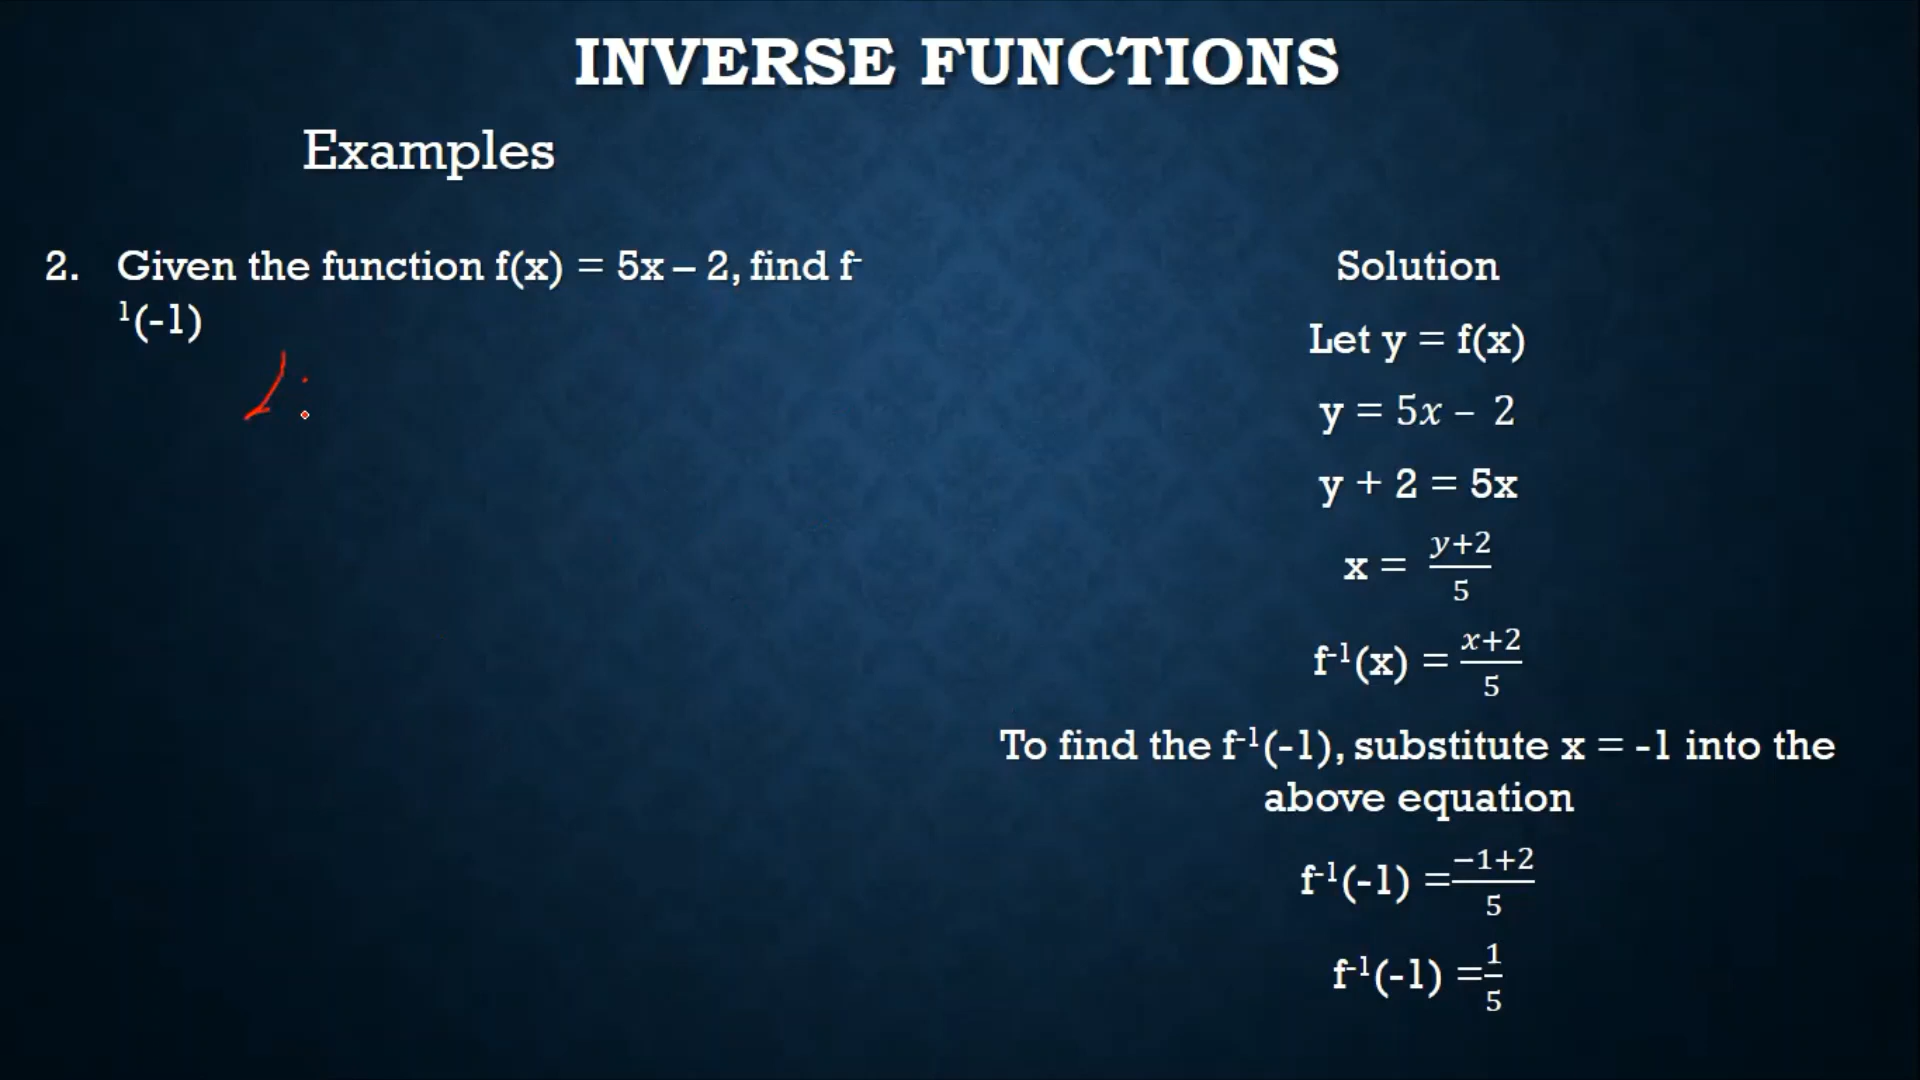 INVERSE FUNCTIONS
Examples
2. Given the function f(x) = 5x – 2, find f⁻
¹(-1)
Solution
Let y = f(x)
y = 5x – 2
y + 2 = 5x
x = (y+2)/5
f⁻¹(x) = (x+2)/5
To find the f⁻¹(-1), substitute x = -1 into the
above equation
f⁻¹(-1) = (−1+2)/5
f⁻¹(-1) = 1/5